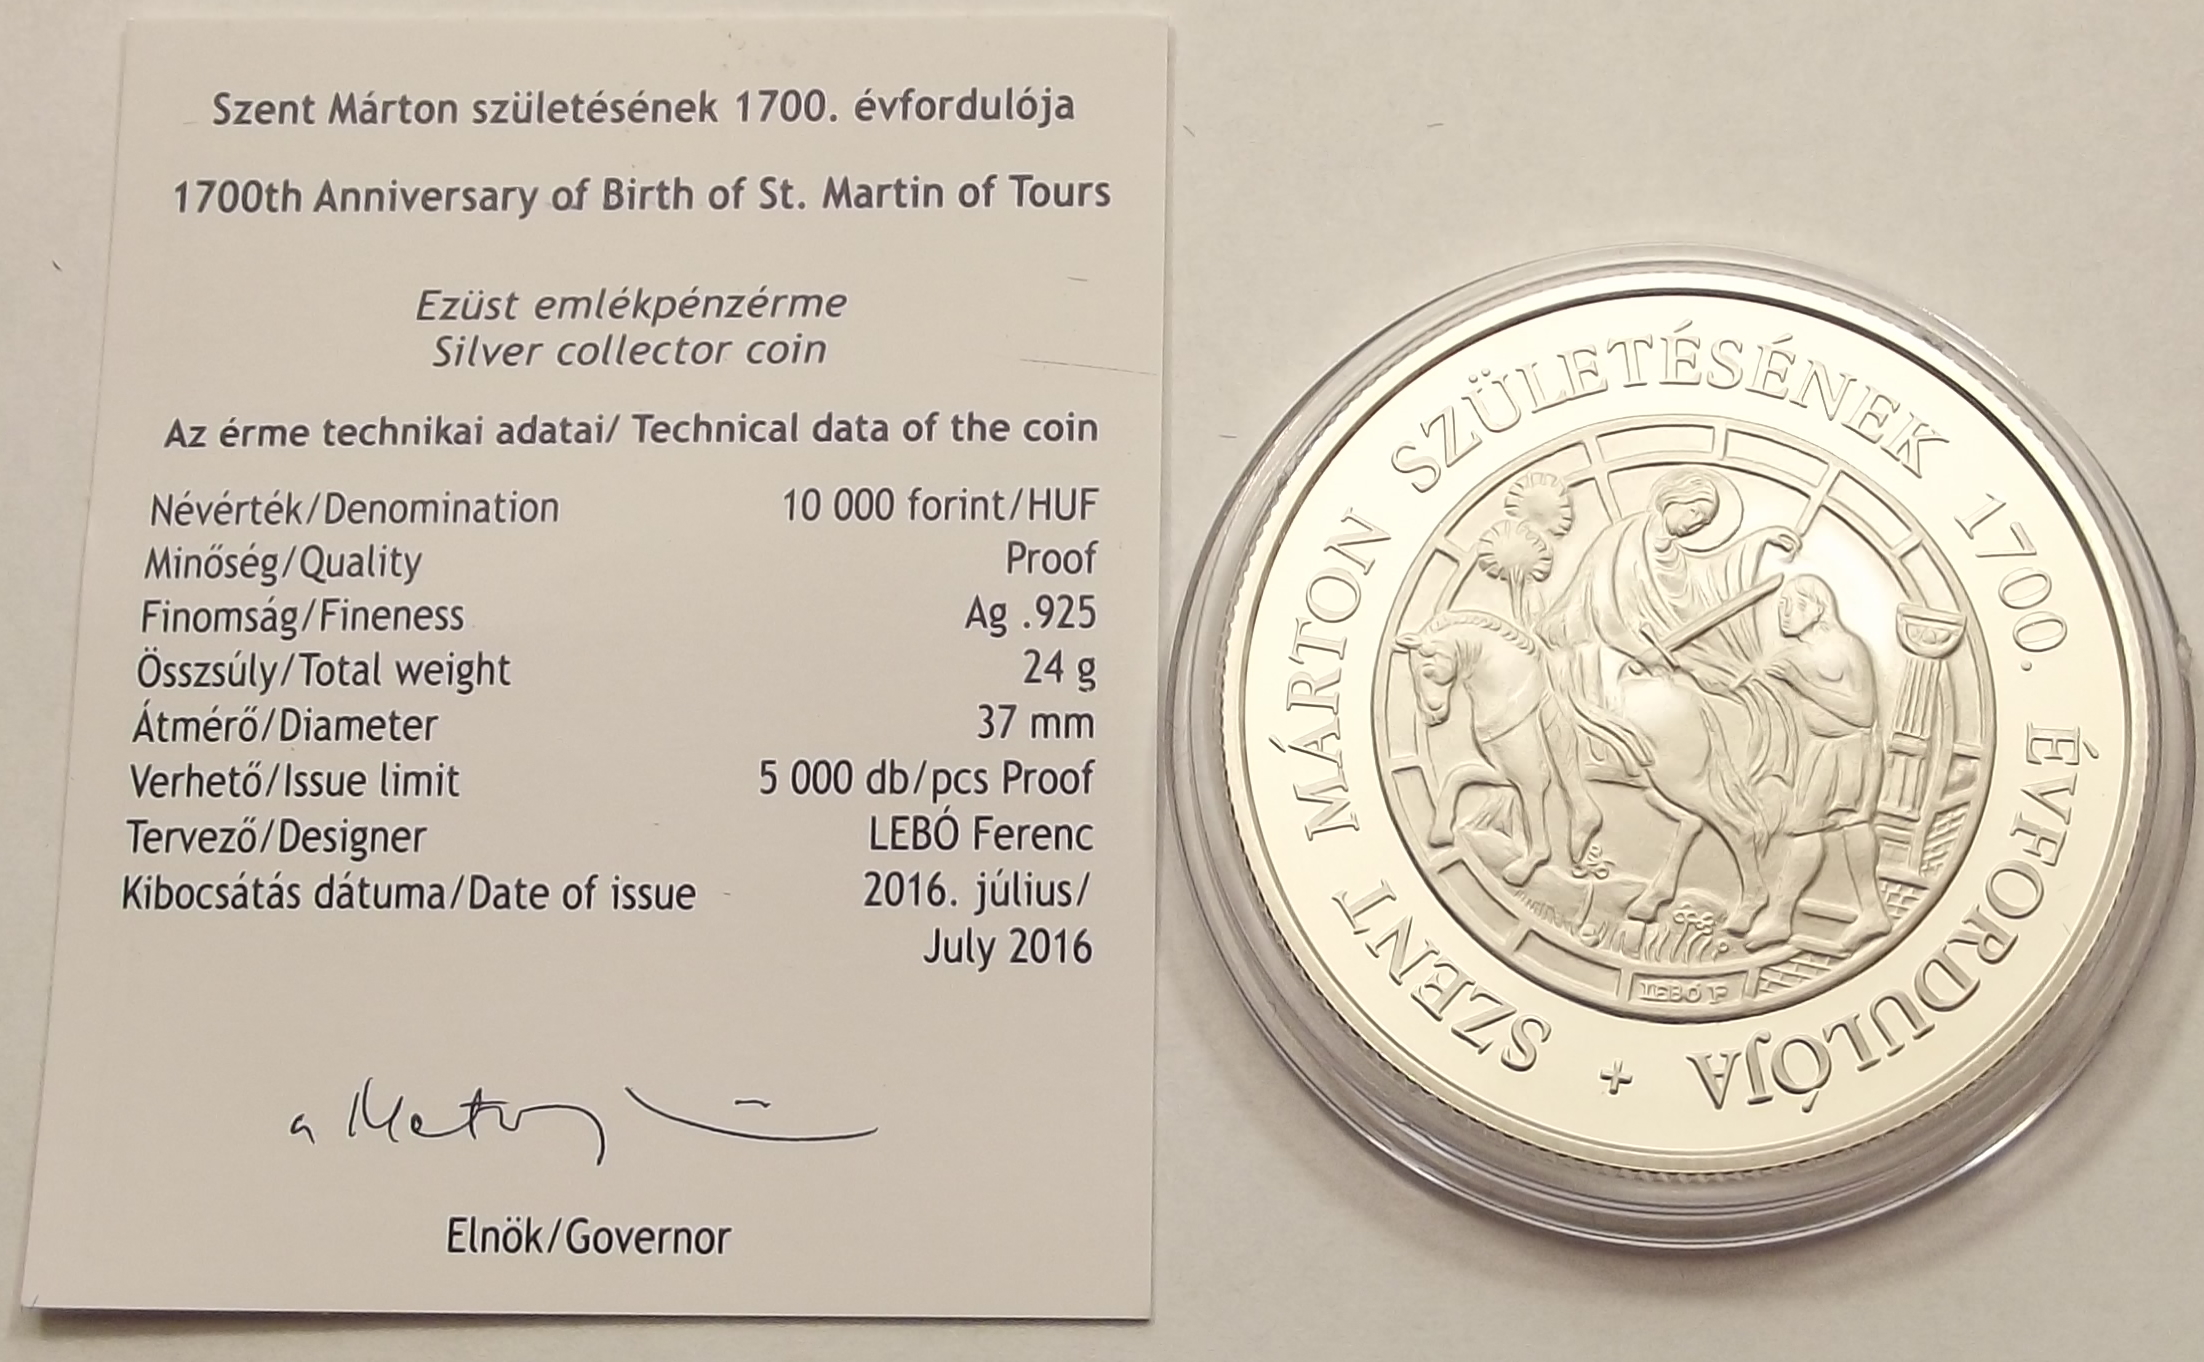 Szent Márton születésének 1700. évfordulója
1700th Anniversary of Birth of St. Martin of Tours
Ezüst emlékpénzérme
Silver collector coin
Az érme technikai adatai/ Technical data of the coin
Névérték/Denomination 10 000 forint/HUF
Minőség/Quality Proof
Finomság/Fineness Ag .925
Összsúly/Total weight 24 g
Átmérő/Diameter 37 mm
Verhető/Issue limit 5 000 db/pcs Proof
Tervező/Designer LEBÓ Ferenc
Kibocsátás dátuma/Date of issue 2016. július/
July 2016
Elnök/Governor
SZENT MÁRTON SZÜLETÉSÉNEK 1700. ÉVFORDULÓJA +
LEBÓ F